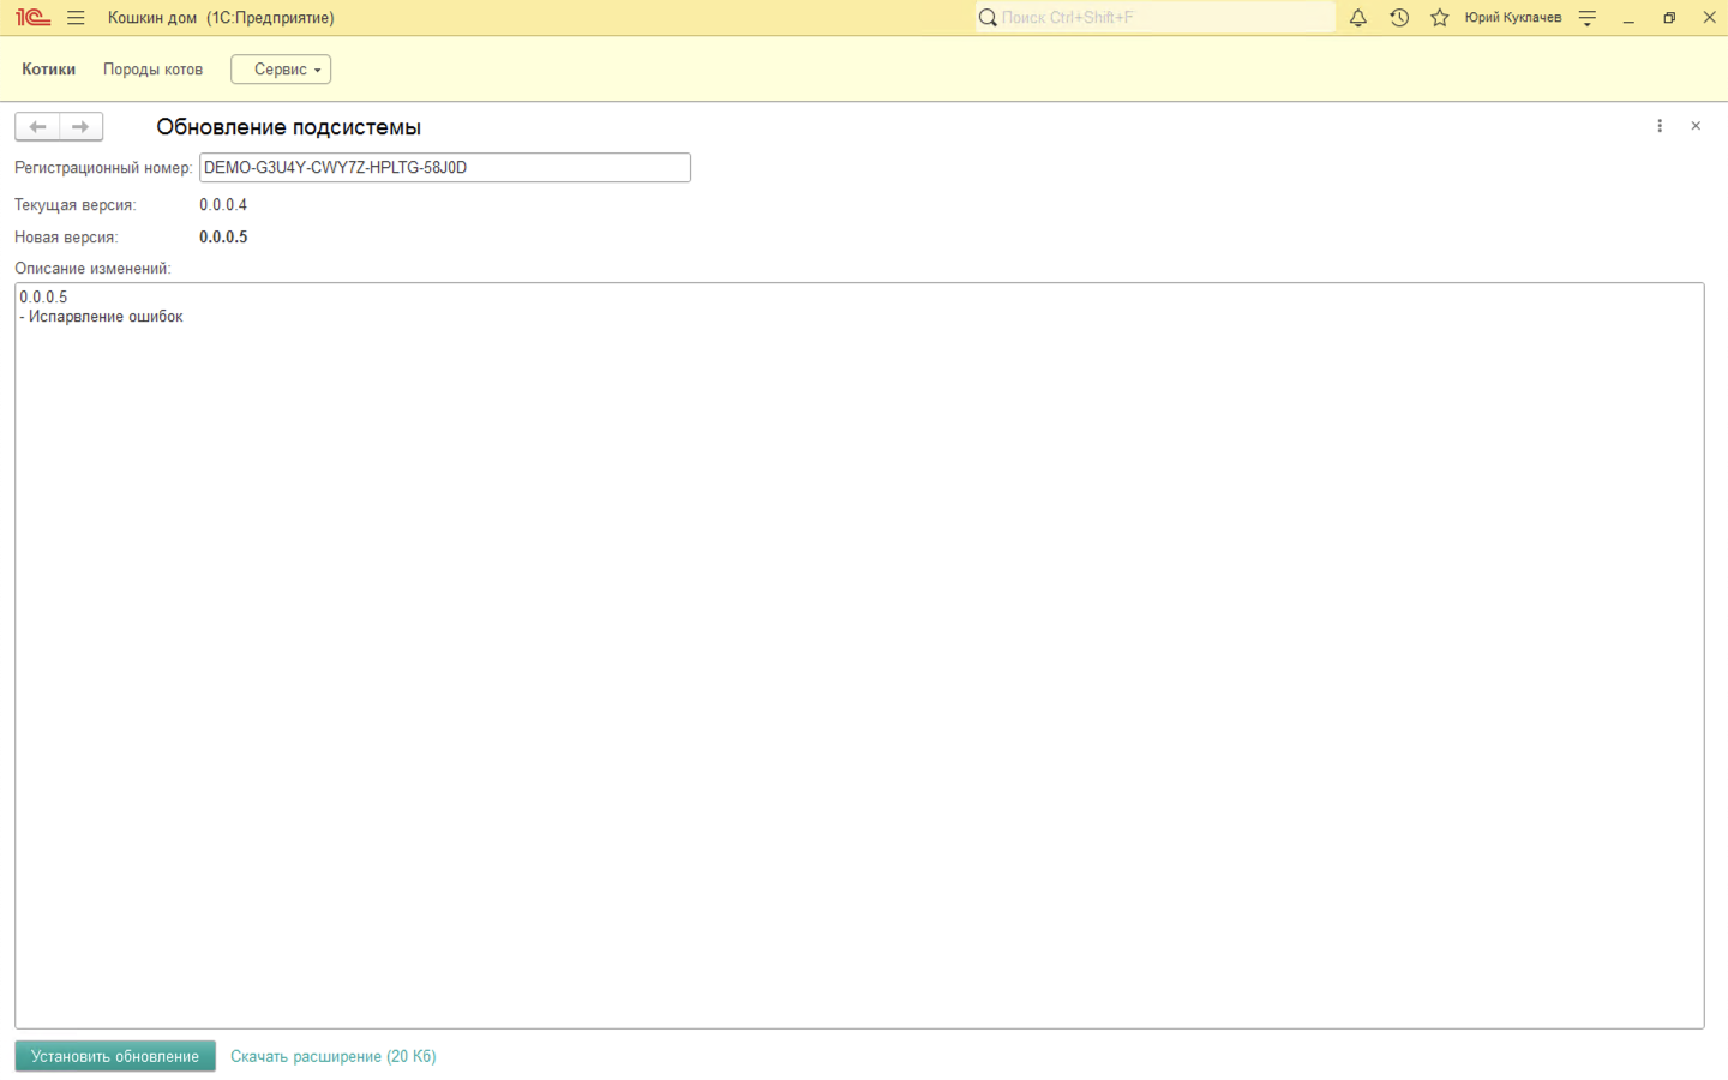 1С Кошкин дом (1С:Предприятие) Поиск Ctrl+Shift+F Юрий Куклачев
Котики Породы котов Сервис
Обновление подсистемы
Регистрационный номер: DEMO-G3U4Y-CWY7Z-HPLTG-58J0D
Текущая версия: 0.0.0.4
Новая версия: 0.0.0.5
Описание изменений:
0.0.0.5
- Испарвление ошибок
Установить обновление Скачать расширение (20 Кб)